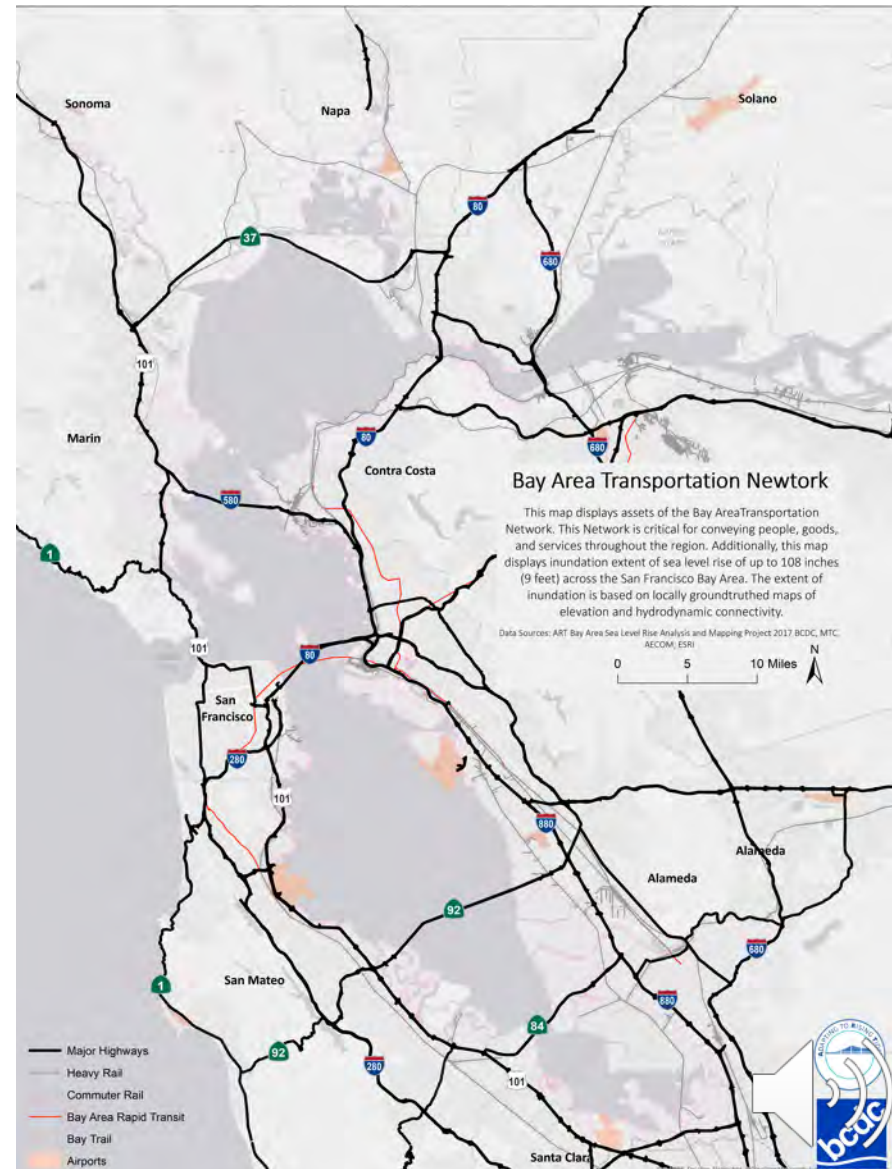 Sonoma
Napa
Solano
80
37
680
101
Marin
80
680
Contra Costa
Bay Area Transportation Newtork
580
This map displays assets of the Bay AreaTransportation
Network. This Network is critical for conveying people, goods,
and services throughout the region. Additionally, this map
displays inundation extent of sea level rise of up to 108 inches
(9 feet) across the San Francisco Bay Area. The extent of
inundation is based on locally groundtruthed maps of
elevation and hydrodynamic connectivity.
Data Sources: ART Bay Area Sea Level Rise Analysis and Mapping Project 2017 BCDC, MTC,
AECOM, ESRI
1
101
80
N
0 5 10 Miles
San
Francisco
280
101
880
Alameda
Alameda
92
680
San Mateo
1
880
84
92
280
101
Santa Clar
Major Highways
Heavy Rail
Commuter Rail
Bay Area Rapid Transit
Bay Trail
Airports
ADAPTING TO RISING
bcdc